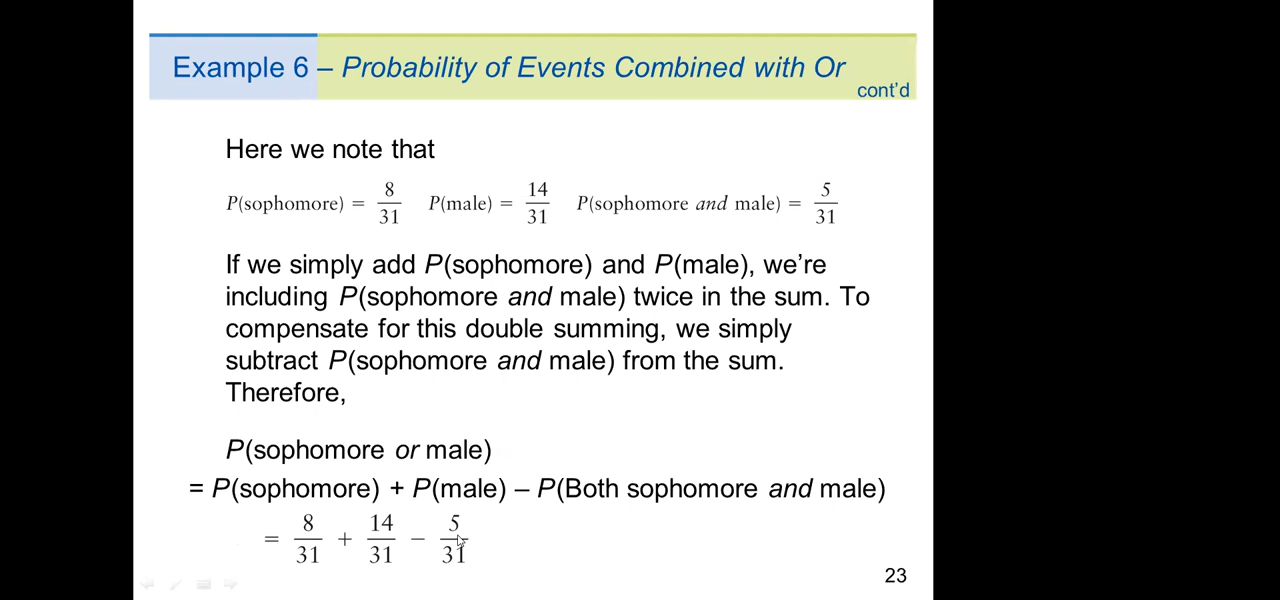 Example 6 – Probability of Events Combined with Or
cont'd
Here we note that
P(sophomore) = 8/31 P(male) = 14/31 P(sophomore and male) = 5/31
If we simply add P(sophomore) and P(male), we're
including P(sophomore and male) twice in the sum. To
compensate for this double summing, we simply
subtract P(sophomore and male) from the sum.
Therefore,
P(sophomore or male)
= P(sophomore) + P(male) – P(Both sophomore and male)
= 8/31 + 14/31 − 5/31
23